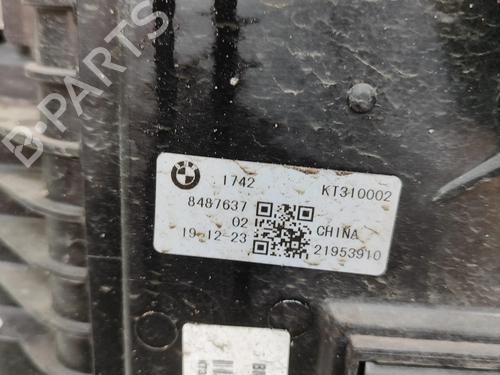 B-PARTS
1742 KT310002
8487637
02 CHINA
19-12-23 21953910